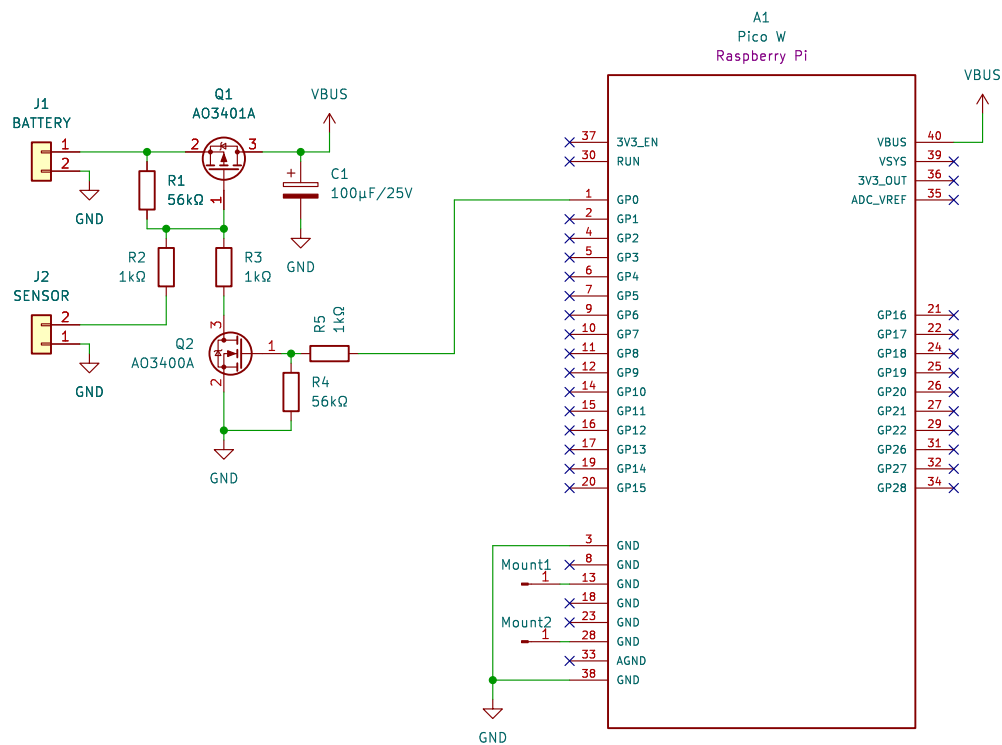 A1
Pico W
Raspberry Pi
VBUS
37 3V3_EN
30 RUN
1 GP0
2 GP1
4 GP2
5 GP3
6 GP4
7 GP5
9 GP6
10 GP7
11 GP8
12 GP9
14 GP10
15 GP11
16 GP12
17 GP13
19 GP14
20 GP15
3 GND
8 GND
13 GND
18 GND
23 GND
28 GND
33 AGND
38 GND
VBUS 40
VSYS 39
3V3_OUT 36
ADC_VREF 35
GP16 21
GP17 22
GP18 24
GP19 25
GP20 26
GP21 27
GP22 29
GP26 31
GP27 32
GP28 34
J1
BATTERY
1
2
GND
Q1
AO3401A
2
3
1
VBUS
R1
56kΩ
+
C1
100µF/25V
GND
R2
1kΩ
R3
1kΩ
J2
SENSOR
2
1
GND
Q2
AO3400A
3
1
2
R5
1kΩ
R4
56kΩ
GND
Mount1
1
Mount2
1
GND